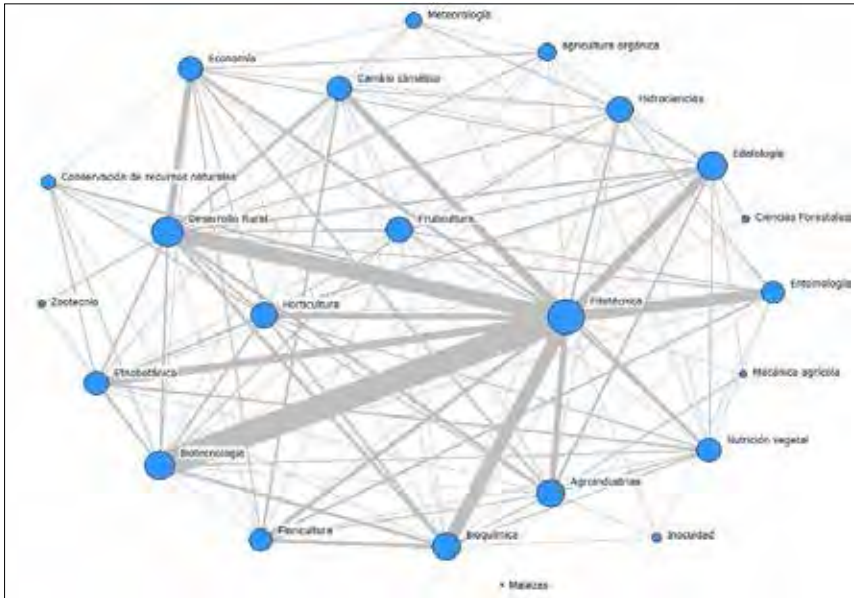 Meteorología
agricultura orgánica
Economía
Cambio climático
Hidrociencias
Edafología
Conservación de recursos naturales
Desarrollo Rural
Fruticultura
Ciencias Forestales
Entomología
Zootecnia
Horticultura
Fitotécnica
Etnobotánica
Mecánica agrícola
Nutrición vegetal
Biotecnología
Agroindustrias
Floricultura
Bioquímica
Inocuidad
Malezas